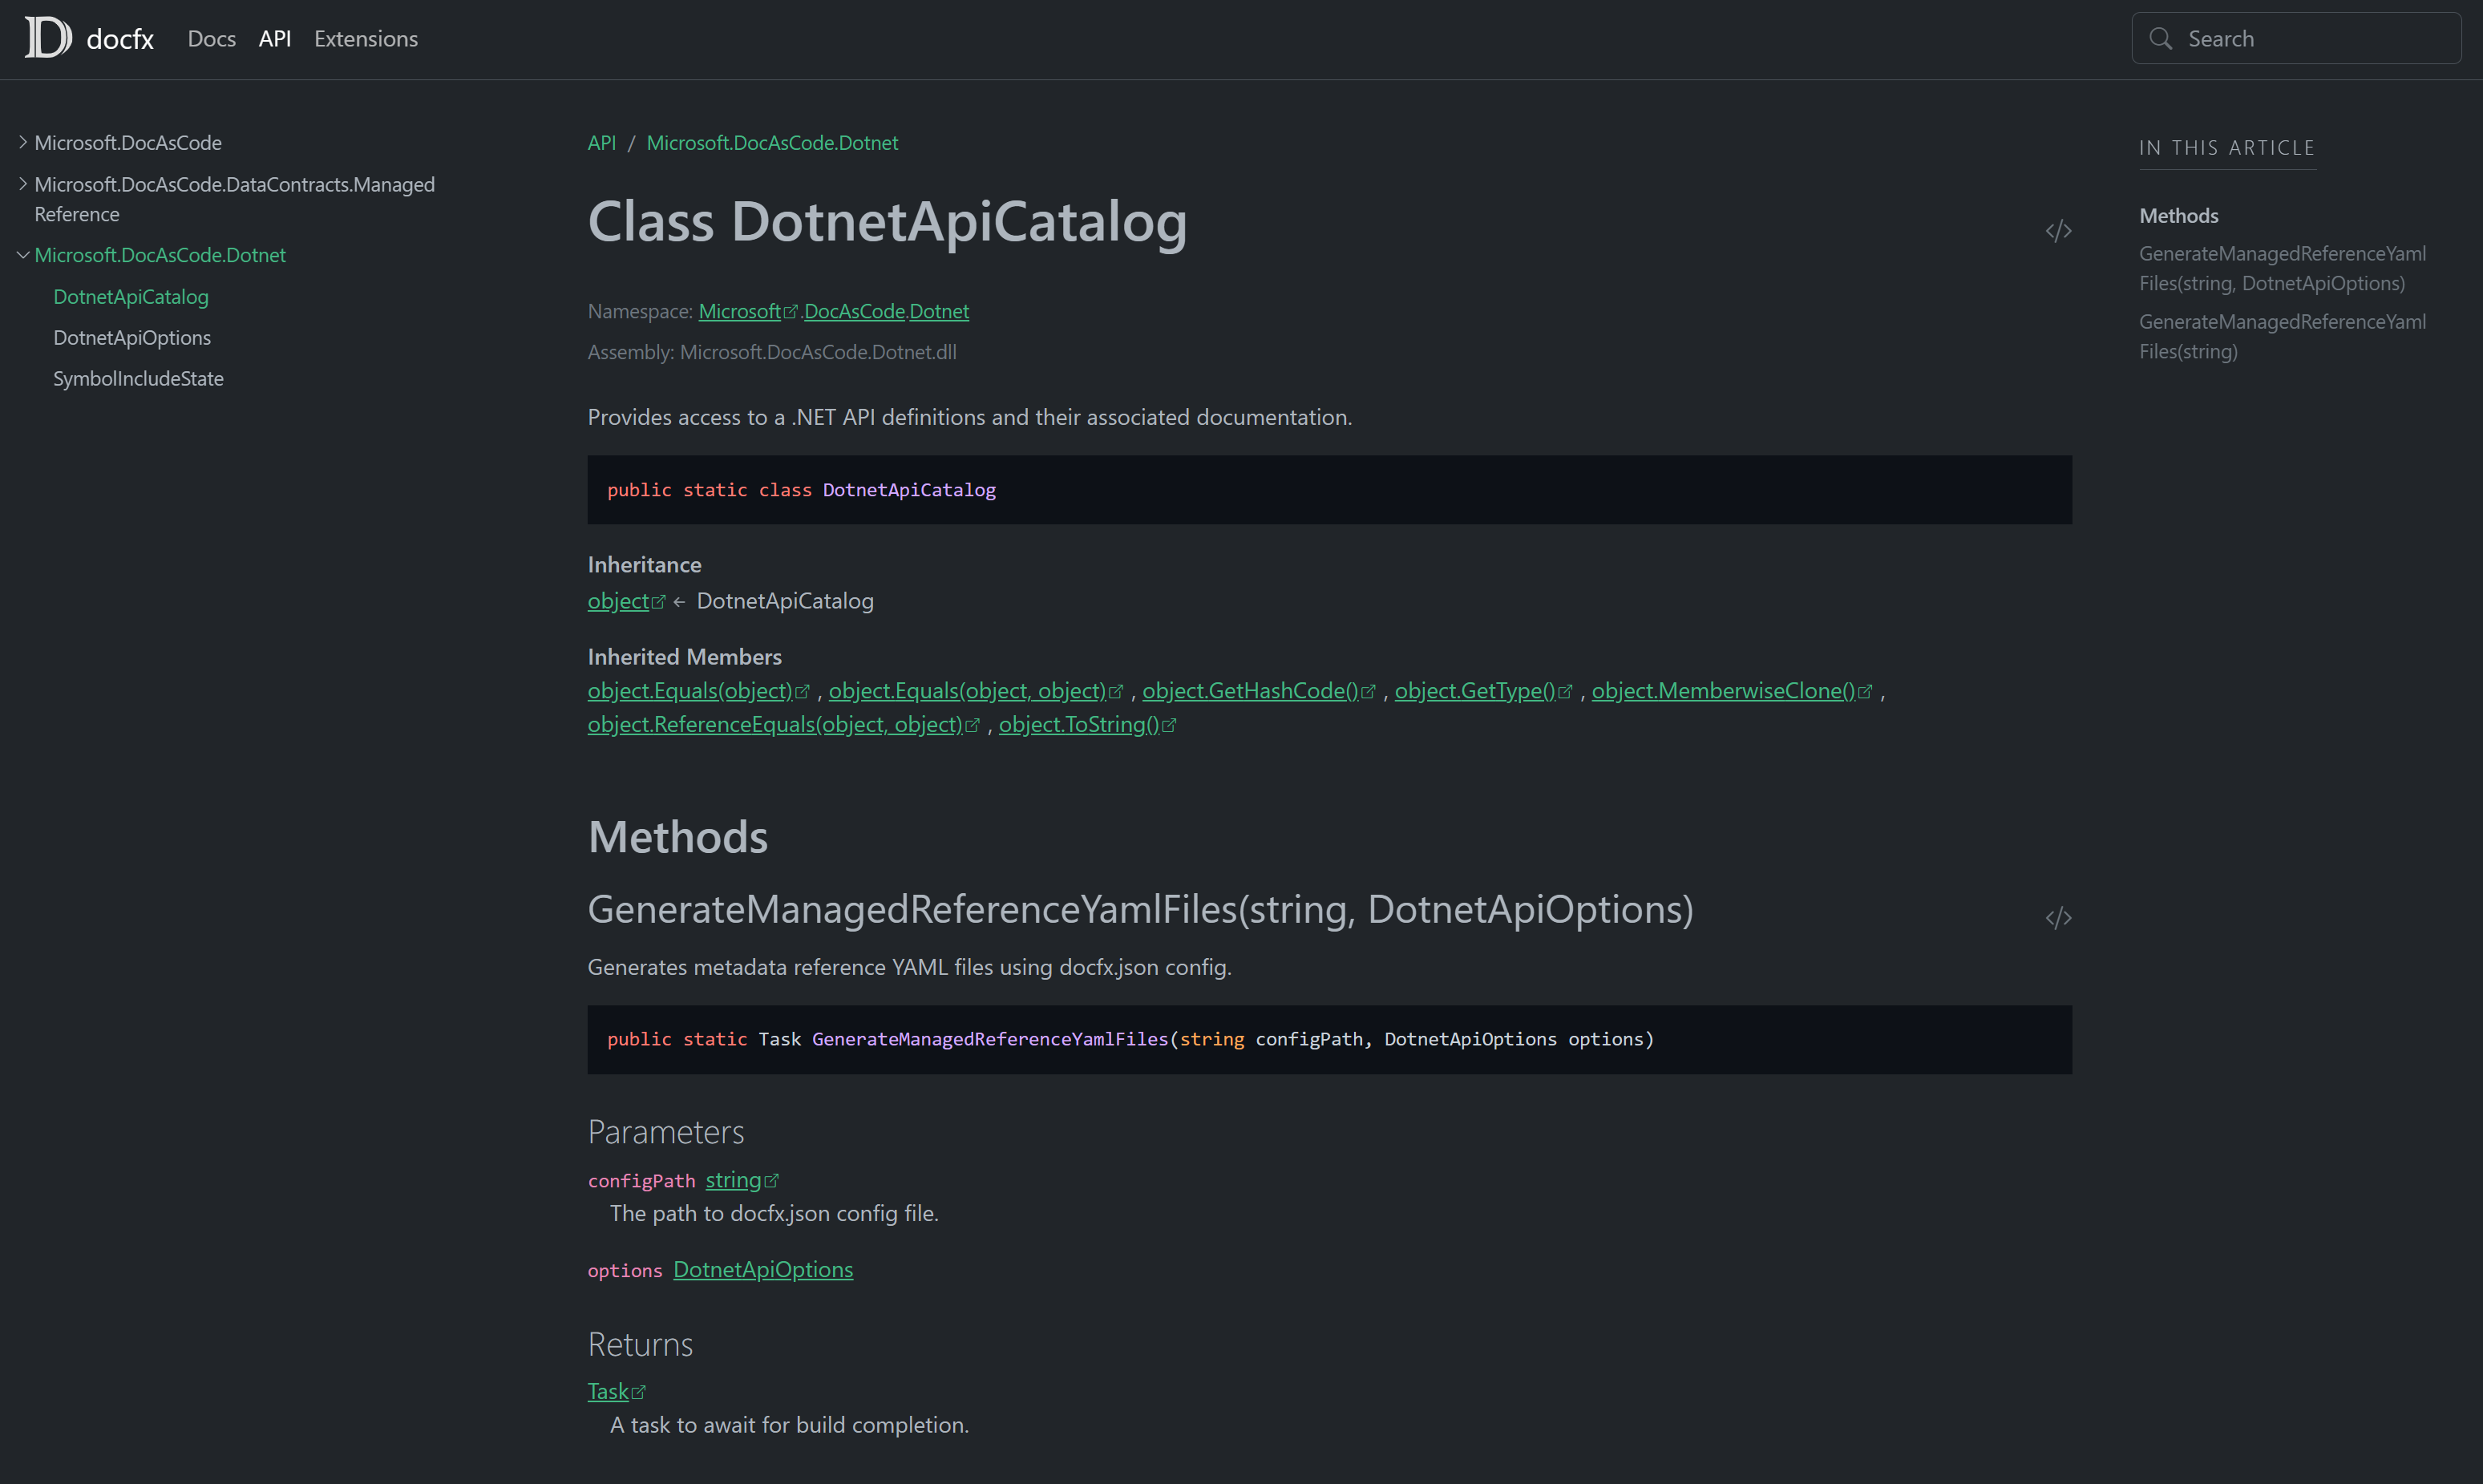 docfx Docs API Extensions Search
Microsoft.DocAsCode
Microsoft.DocAsCode.DataContracts.Managed
Reference
Microsoft.DocAsCode.Dotnet
DotnetApiCatalog
DotnetApiOptions
SymbolIncludeState
API / Microsoft.DocAsCode.Dotnet
Class DotnetApiCatalog
Namespace: Microsoft.DocAsCode.Dotnet
Assembly: Microsoft.DocAsCode.Dotnet.dll
Provides access to a .NET API definitions and their associated documentation.
public static class DotnetApiCatalog
Inheritance
object ← DotnetApiCatalog
Inherited Members
object.Equals(object) , object.Equals(object, object) , object.GetHashCode() , object.GetType() , object.MemberwiseClone() ,
object.ReferenceEquals(object, object) , object.ToString()
Methods
GenerateManagedReferenceYamlFiles(string, DotnetApiOptions)
Generates metadata reference YAML files using docfx.json config.
public static Task GenerateManagedReferenceYamlFiles(string configPath, DotnetApiOptions options)
Parameters
configPath string
The path to docfx.json config file.
options DotnetApiOptions
Returns
Task
A task to await for build completion.
IN THIS ARTICLE
Methods
GenerateManagedReferenceYaml
Files(string, DotnetApiOptions)
GenerateManagedReferenceYaml
Files(string)